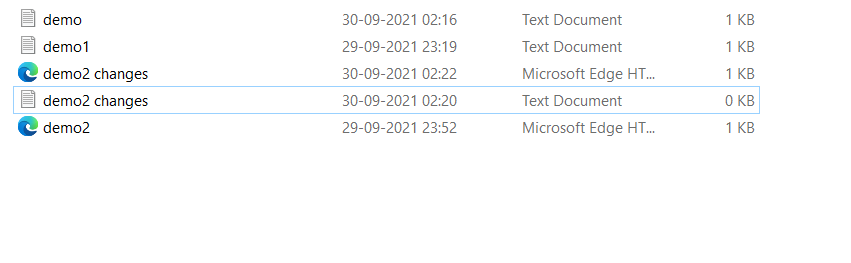 demo 30-09-2021 02:16 Text Document 1 KB
demo1 29-09-2021 23:19 Text Document 1 KB
demo2 changes 30-09-2021 02:22 Microsoft Edge HT... 1 KB
demo2 changes 30-09-2021 02:20 Text Document 0 KB
demo2 29-09-2021 23:52 Microsoft Edge HT... 1 KB